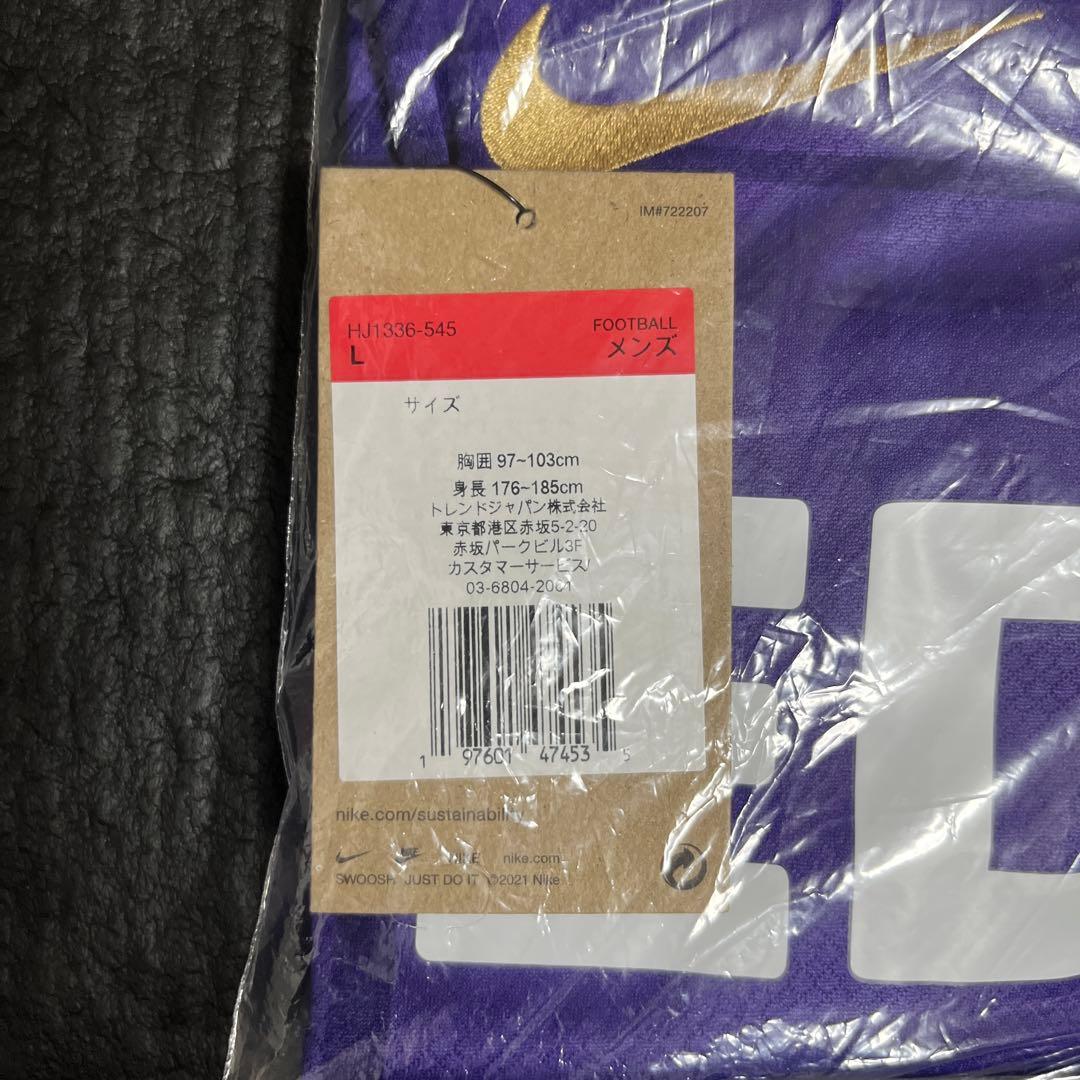 IM#722207
HJ1336-545 FOOTBALL
L メンズ
サイズ
胸囲 97~103cm
身長 176~185cm
トレンドジャパン株式会社
東京都港区赤坂5-2-20
赤坂パークビル3F
カスタマーサービス/
03-6804-2001
1 97601 47453 5
nike.com/sustainability
NIKE nike.com
SWOOSH JUST DO IT ©2021 Nike